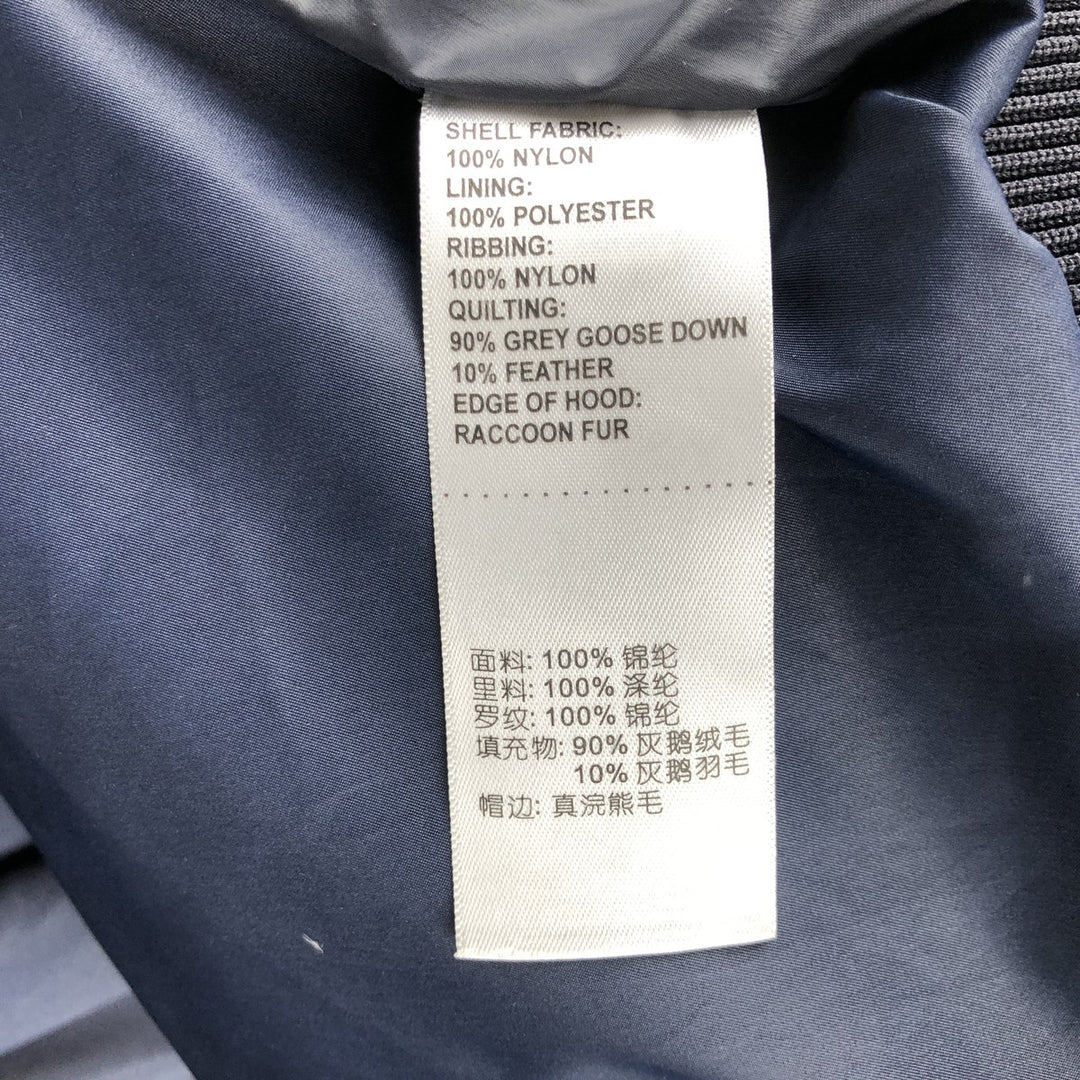 SHELL FABRIC:
100% NYLON
LINING:
100% POLYESTER
RIBBING:
100% NYLON
QUILTING:
90% GREY GOOSE DOWN
10% FEATHER
EDGE OF HOOD:
RACCOON FUR
面料: 100% 锦纶
里料: 100% 涤纶
罗纹: 100% 锦纶
填充物: 90% 灰鹅绒毛
10% 灰鹅羽毛
帽边: 真浣熊毛